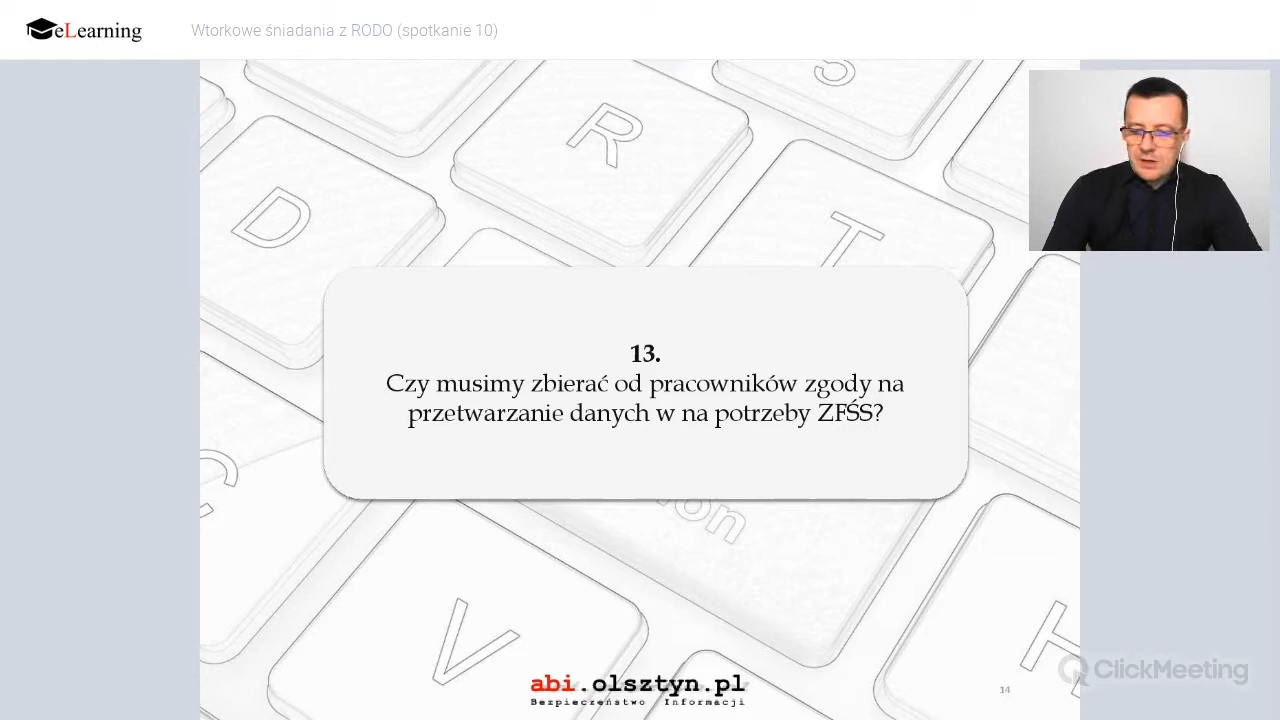 eLearning
Wtorkowe śniadania z RODO (spotkanie 10)
S
R
D
T
13.
Czy musimy zbierać od pracowników zgody na
przetwarzanie danych w na potrzeby ZFŚS?
C
ion
V
H
abi.olsztyn.pl
Bezpieczeństwo Informacji
14
ClickMeeting